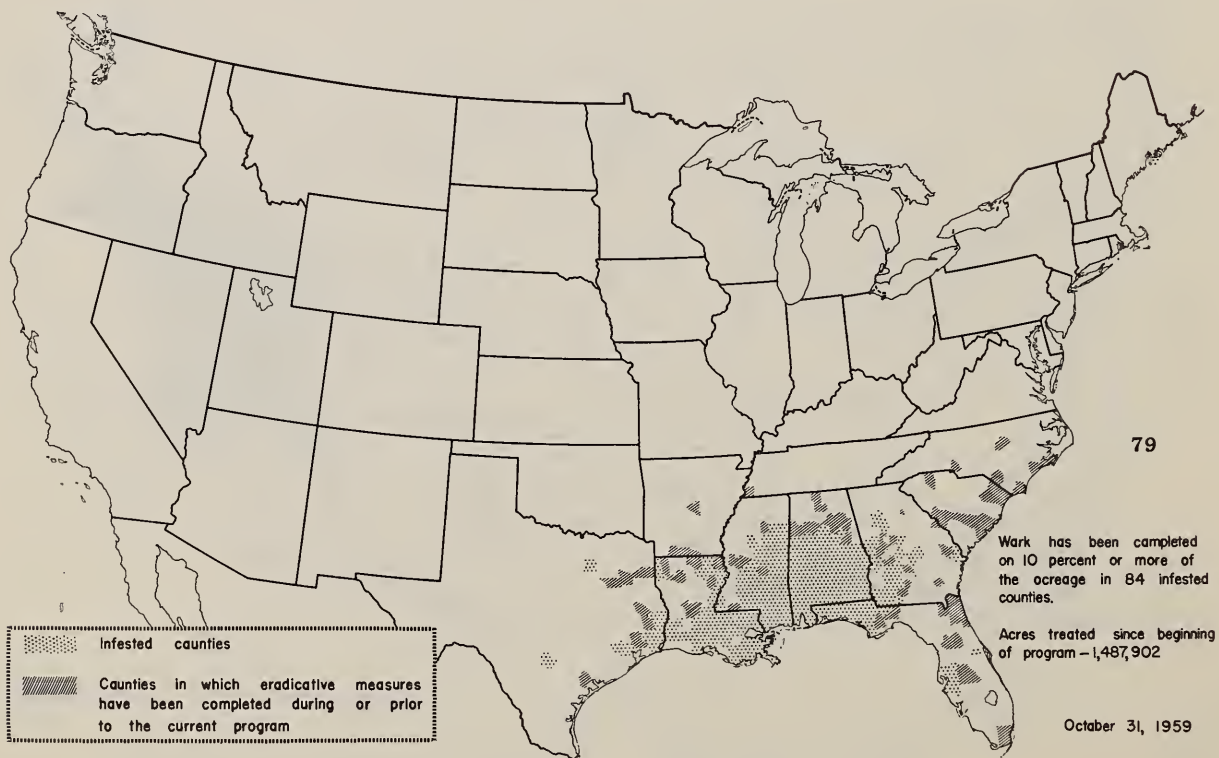 79
Wark has been campleted
on 10 percent or more of
the ocreage in 84 infested
counties.
Acres treated since beginning
of program – 1,487,902
Infested caunties
Caunties in which eradicative measures
have been completed during or prior
to the current program
October 31, 1959